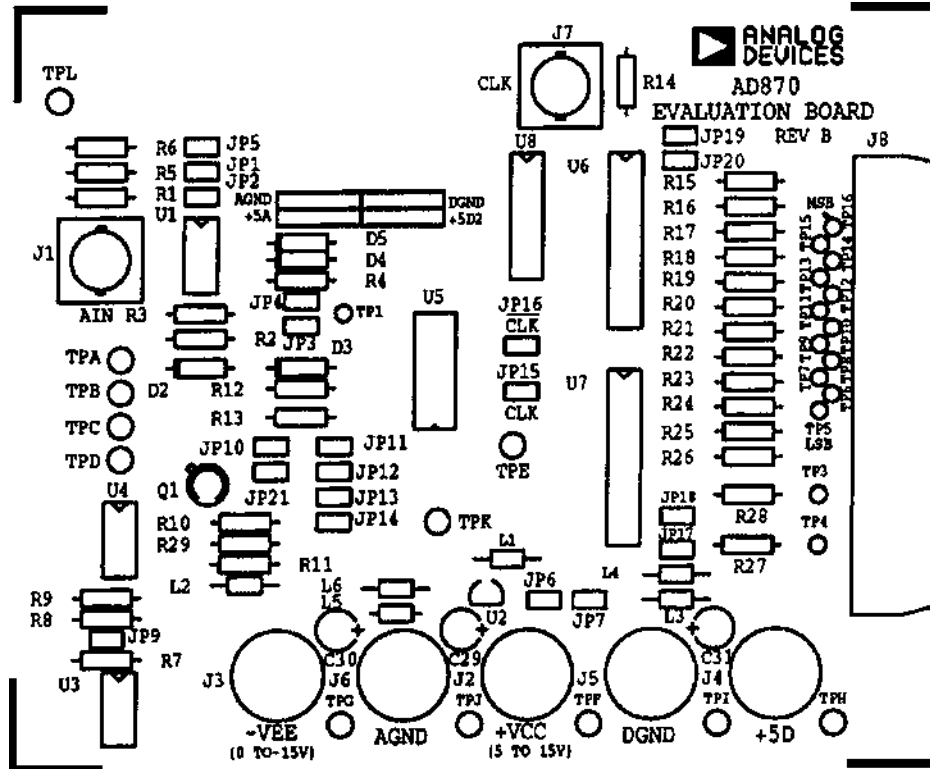 ANALOG
DEVICES
AD870
EVALUATION BOARD
REV B
J7
CLK
R14
TPL
JP19
JP20
J8
R6
JP5
R5
JP1
JP2
R1
U1
U8
U6
AGND
+5A
DGND
+5D2
R15
R16
R17
R18
R19
R20
R21
R22
R23
R24
R25
R26
MSB
TP16
TP15
TP14
TP13
TP12
TP11
TP10
TP9
TP8
TP7
TP6
TP5
LSB
J1
AIN
R3
D5
D4
R4
JP4
TP1
R2
JP3
D3
U5
JP16
CLK
JP15
CLK
U7
TPA
TPB
TPC
TPD
D2
R12
R13
JP10
JP11
JP12
JP21
JP13
JP14
TPE
TPK
U4
Q1
R10
R29
R11
L2
TP3
JP18
R28
JP17
TP4
R27
L1
L4
L6
L5
JP6
U2
JP7
L3
R9
R8
JP9
R7
U3
C30
C29
C31
J3
J6
J2
J5
J4
TPG
TPJ
TPF
TPI
TPH
-VEE
(0 TO-15V)
AGND
+VCC
(5 TO 15V)
DGND
+5D